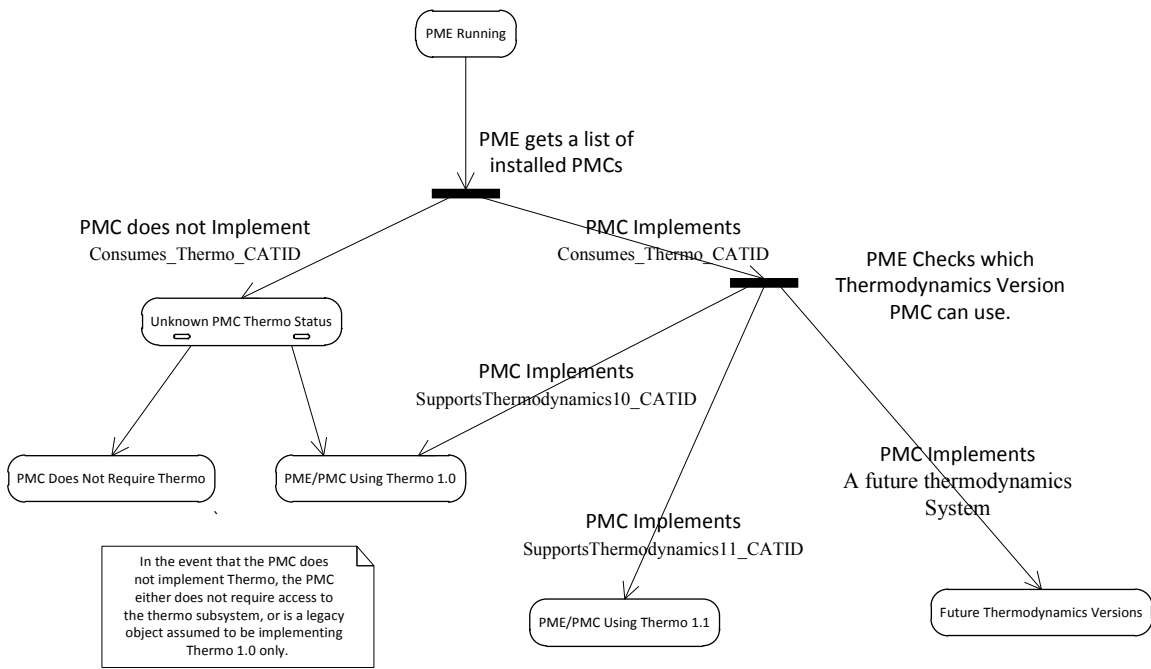 PME Running
PME gets a list of
installed PMCs
PMC does not Implement
Consumes_Thermo_CATID
PMC Implements
Consumes_Thermo_CATID
PME Checks which
Thermodynamics Version
PMC can use.
Unknown PMC Thermo Status
PMC Implements
SupportsThermodynamics10_CATID
PMC Does Not Require Thermo
PME/PMC Using Thermo 1.0
PMC Implements
A future thermodynamics
System
PMC Implements
SupportsThermodynamics11_CATID
In the event that the PMC does
not implement Thermo, the PMC
either does not require access to
the thermo subsystem, or is a legacy
object assumed to be implementing
Thermo 1.0 only.
PME/PMC Using Thermo 1.1
Future Thermodynamics Versions